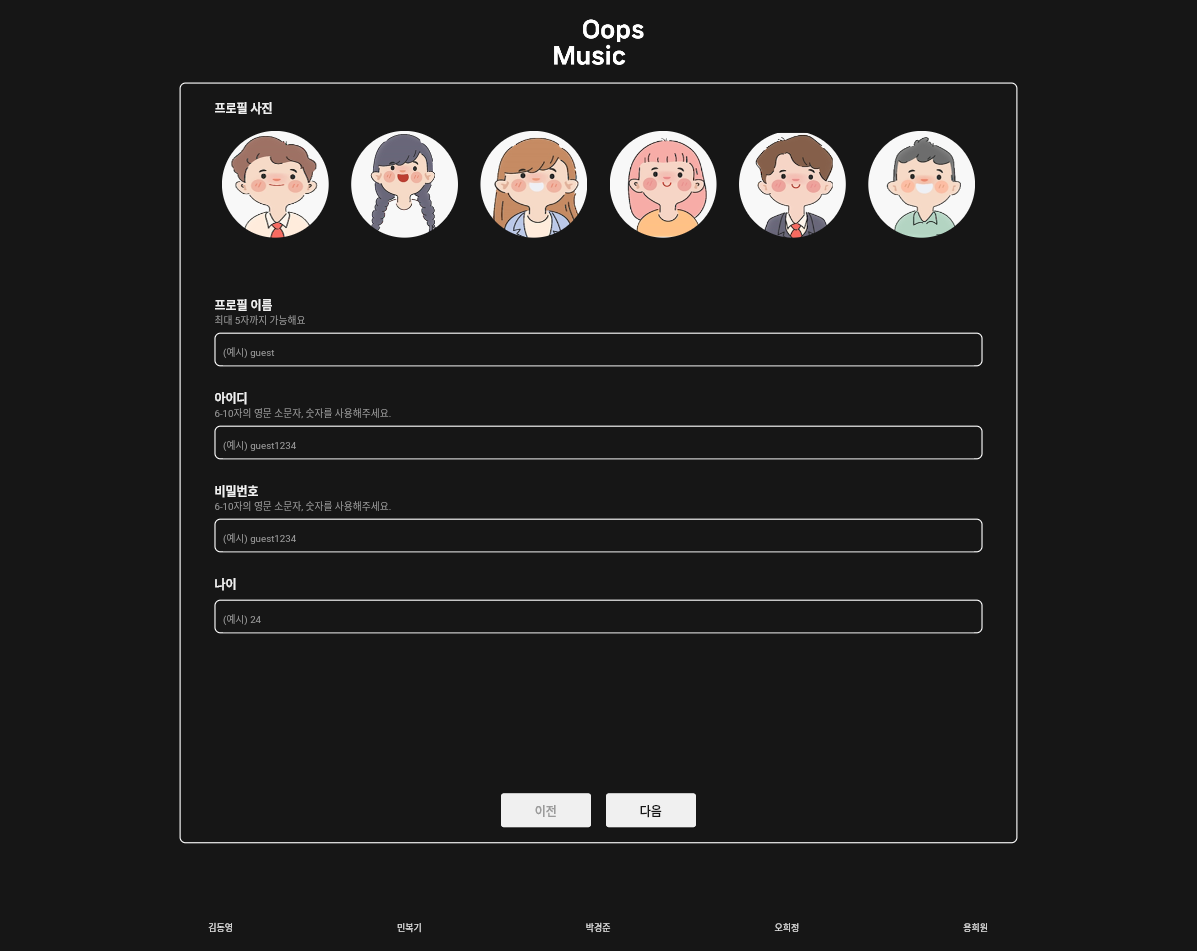 Oops
Music
프로필 사진
프로필 이름
최대 5자까지 가능해요
(예시) guest
아이디
6-10자의 영문 소문자, 숫자를 사용해주세요.
(예시) guest1234
비밀번호
6-10자의 영문 소문자, 숫자를 사용해주세요.
(예시) guest1234
나이
(예시) 24
이전 다음
김동영 민복기 박경준 오희정 용희원